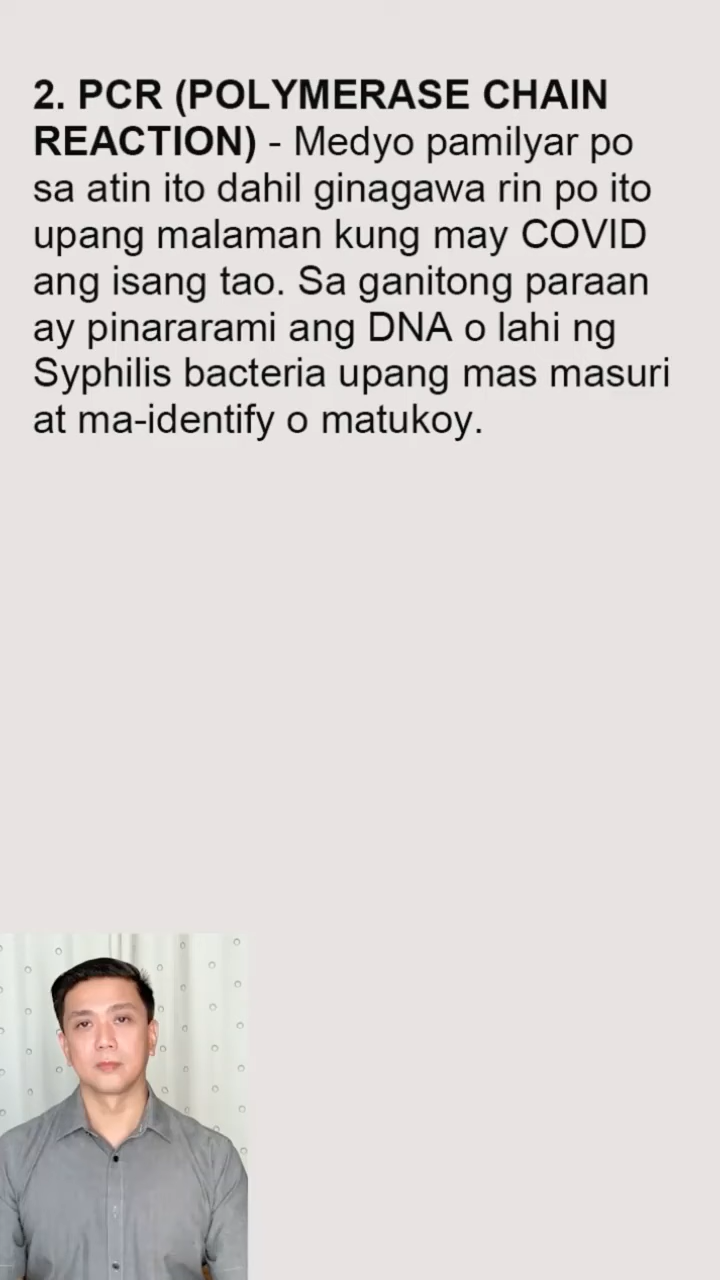 2. PCR (POLYMERASE CHAIN
REACTION) - Medyo pamilyar po
sa atin ito dahil ginagawa rin po ito
upang malaman kung may COVID
ang isang tao. Sa ganitong paraan
ay pinararami ang DNA o lahi ng
Syphilis bacteria upang mas masuri
at ma-identify o matukoy.